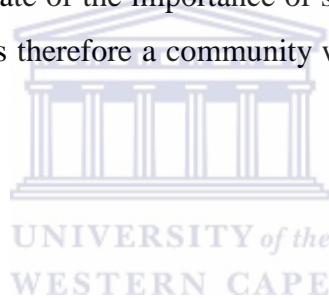 ate of the importance of s
s therefore a community w
UNIVERSITY of the
WESTERN CAPE